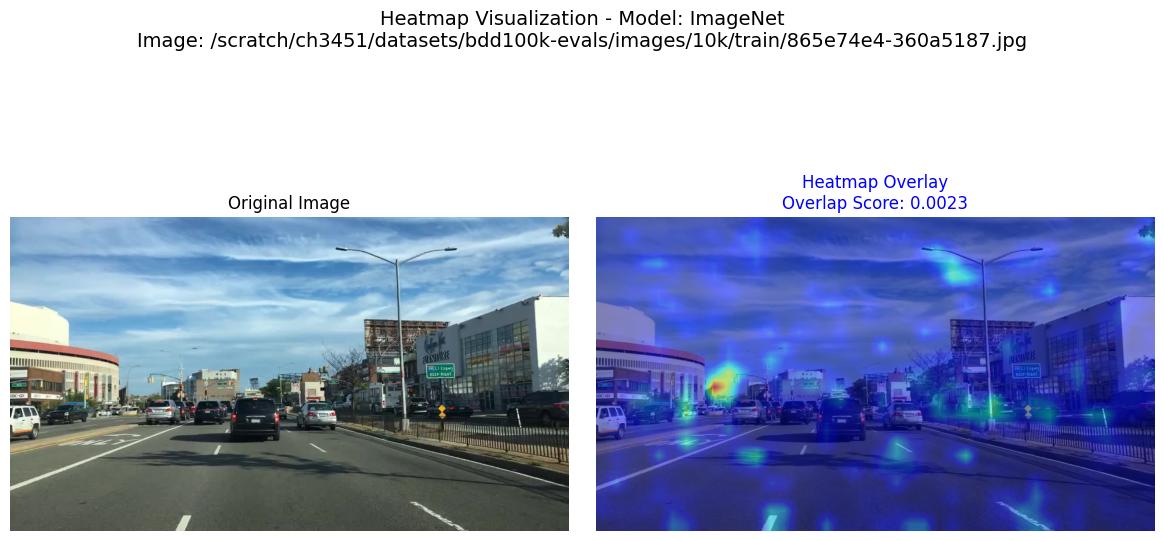 Heatmap Visualization - Model: ImageNet
Image: /scratch/ch3451/datasets/bdd100k-evals/images/10k/train/865e74e4-360a5187.jpg
Original Image
Heatmap Overlay
Overlap Score: 0.0023
ONLY